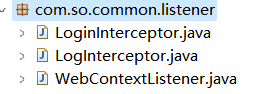 com.so.common.listener
LoginInterceptor.java
LogInterceptor.java
WebContextListener.java